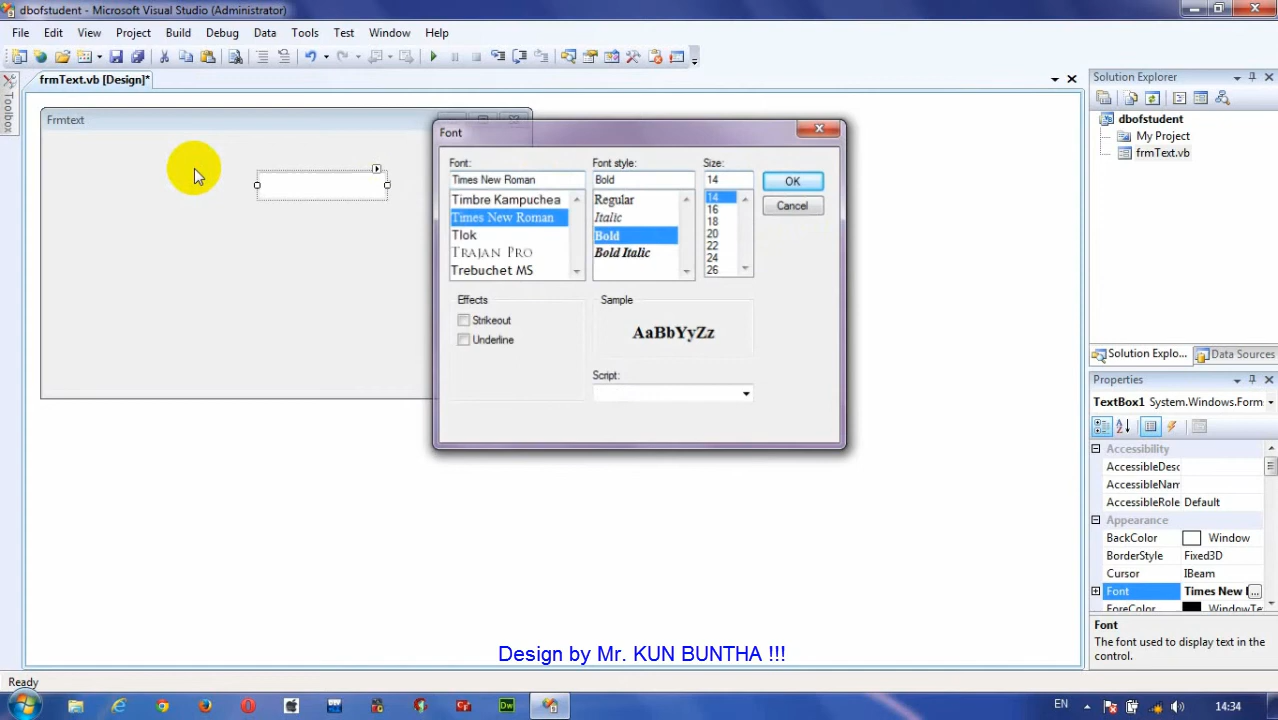 dbofstudent - Microsoft Visual Studio (Administrator)
File Edit View Project Build Debug Data Tools Test Window Help
frmText.vb [Design]*
Toolbox
Frmtext
Font
Font: Font style: Size:
Times New Roman Bold 14
OK
Cancel
Timbre Kampuchea
Times New Roman
Tlok
Trajan Pro
Trebuchet MS
Regular
Italic
Bold
Bold Italic
14
16
18
20
22
24
26
Effects
Strikeout
Underline
Sample
AaBbYyZz
Script:
Solution Explorer
dbofstudent
My Project
frmText.vb
Solution Explo... Data Sources
Properties
TextBox1 System.Windows.Form
Accessibility
AccessibleDesc
AccessibleNam
AccessibleRole Default
Appearance
BackColor Window
BorderStyle Fixed3D
Cursor IBeam
Font Times New ...
ForeColor WindowTe
Font
The font used to display text in the
control.
Design by Mr. KUN BUNTHA !!!
Ready
Dw
EN
14:34